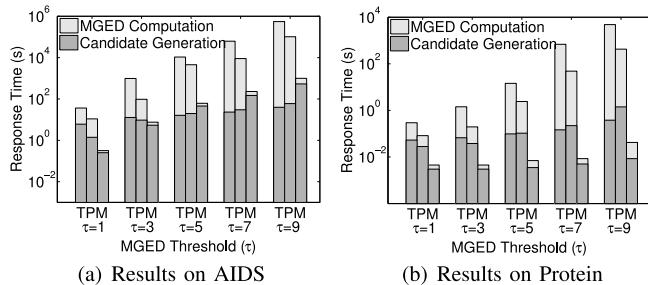 MGED Computation
Candidate Generation
Response Time (s)
10^6
10^4
10^2
10^0
10^-2
TPM TPM TPM TPM TPM
τ=1 τ=3 τ=5 τ=7 τ=9
MGED Threshold (τ)
(a) Results on AIDS
MGED Computation
Candidate Generation
Response Time (s)
10^4
10^2
10^0
10^-2
TPM TPM TPM TPM TPM
τ=1 τ=3 τ=5 τ=7 τ=9
MGED Threshold (τ)
(b) Results on Protein